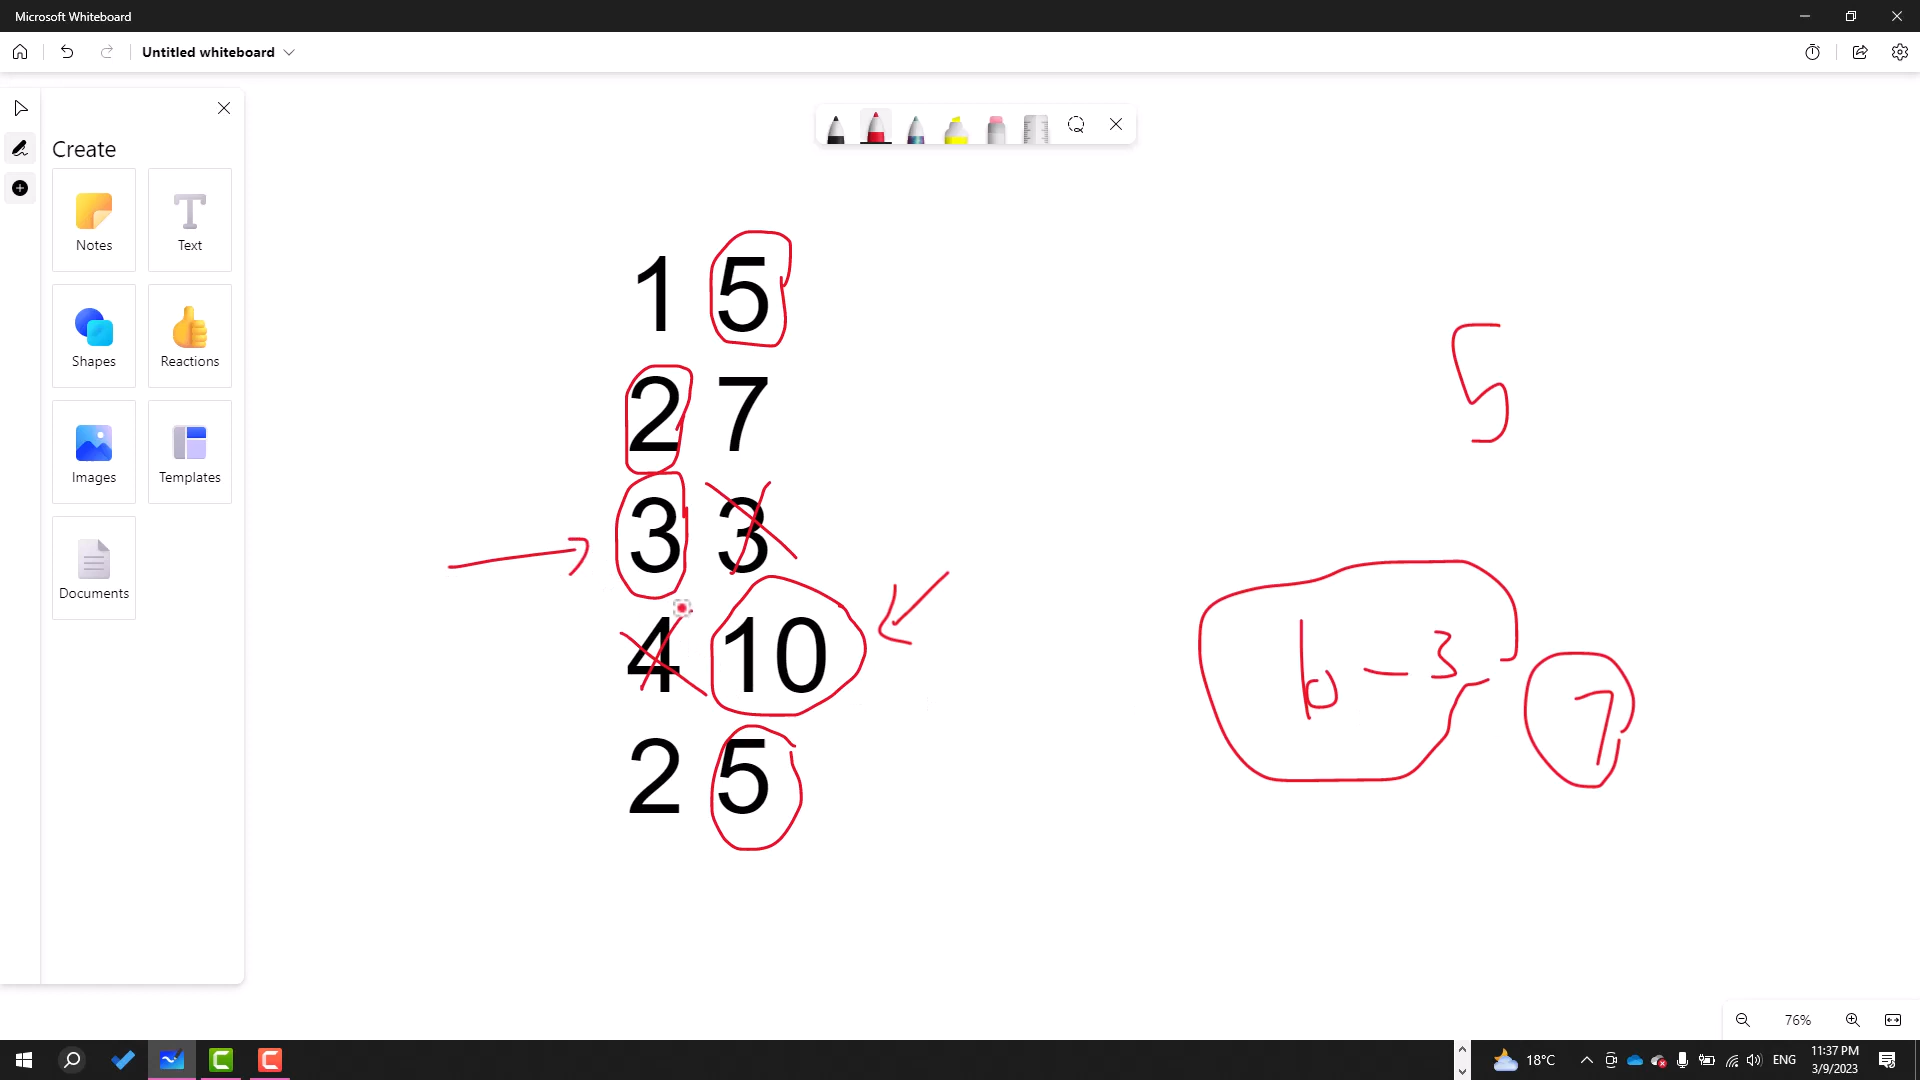 Microsoft Whiteboard
Untitled whiteboard
Create
Notes Text
Shapes Reactions
Images Templates
Documents
1 5
2 7
3 3
4 10
2 5
5
b - 3
7
76%
18°C ENG 11:37 PM
3/9/2023